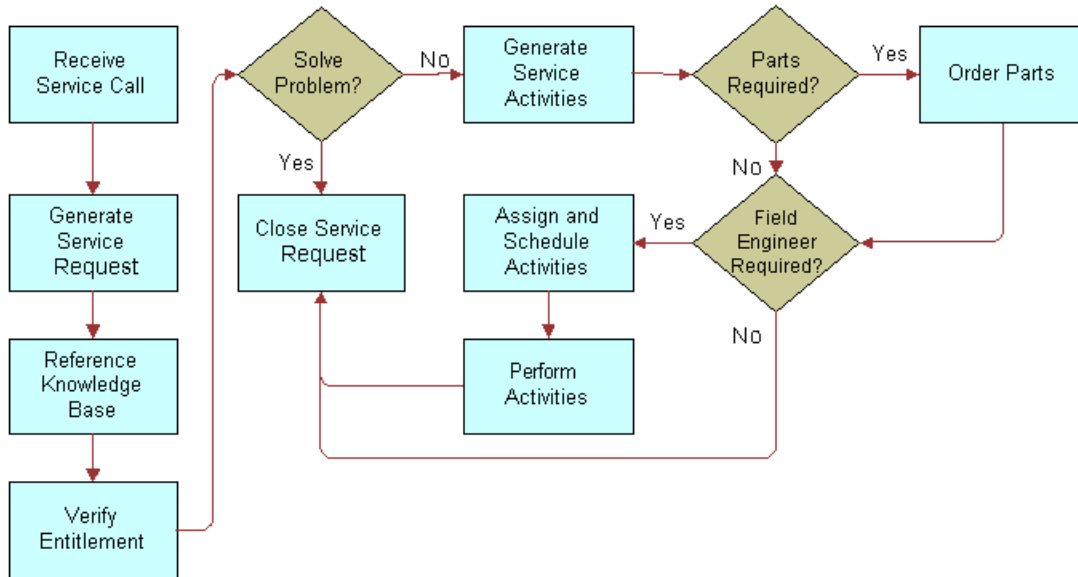 Receive
Service Call
Generate
Service
Request
Reference
Knowledge
Base
Verify
Entitlement
Solve
Problem?
No
Yes
Close Service
Request
Generate
Service
Activities
Parts
Required?
Yes
No
Order Parts
Field
Engineer
Required?
Yes
No
Assign and
Schedule
Activities
Perform
Activities